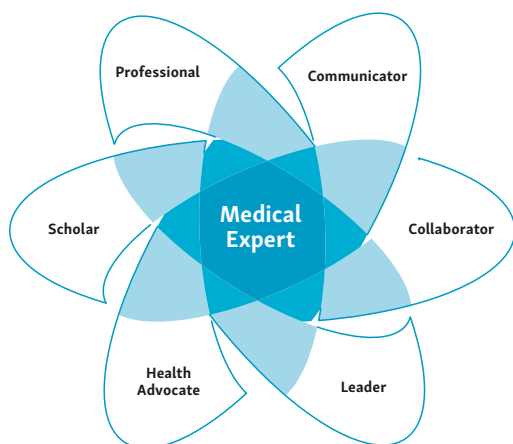 Professional
Communicator
Scholar
Medical
Expert
Collaborator
Health
Advocate
Leader